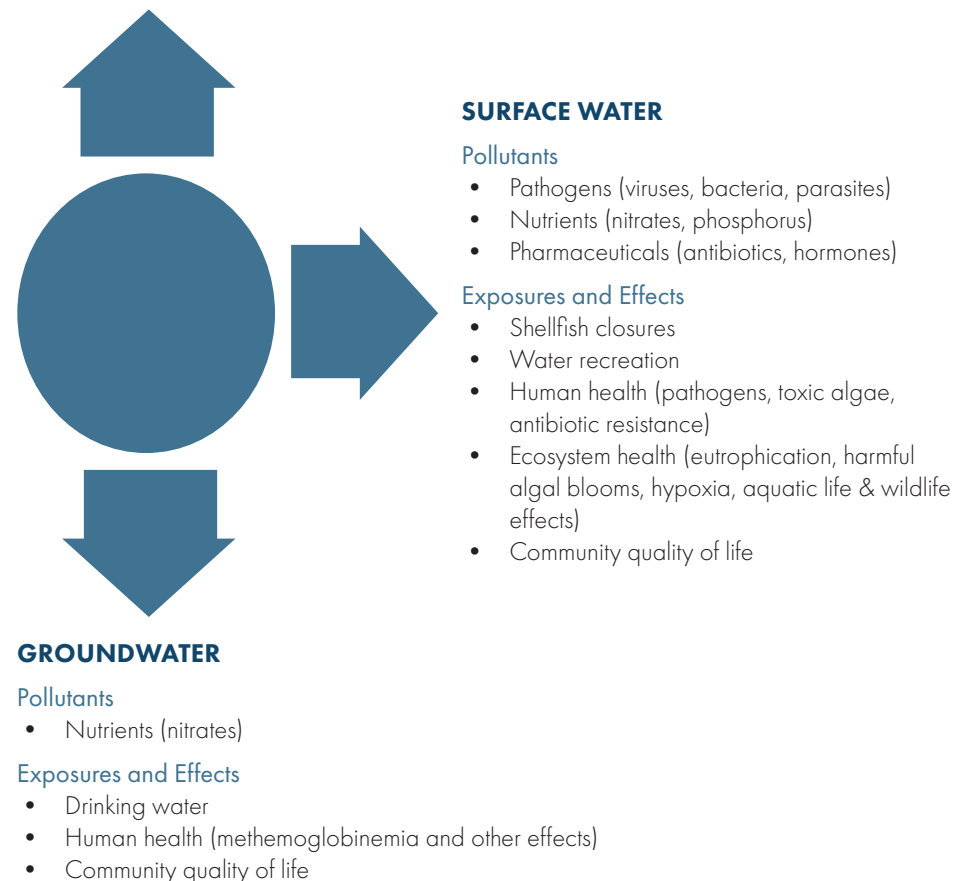 SURFACE WATER
Pollutants
• Pathogens (viruses, bacteria, parasites)
• Nutrients (nitrates, phosphorus)
• Pharmaceuticals (antibiotics, hormones)
Exposures and Effects
• Shellfish closures
• Water recreation
• Human health (pathogens, toxic algae,
antibiotic resistance)
• Ecosystem health (eutrophication, harmful
algal blooms, hypoxia, aquatic life & wildlife
effects)
• Community quality of life
GROUNDWATER
Pollutants
• Nutrients (nitrates)
Exposures and Effects
• Drinking water
• Human health (methemoglobinemia and other effects)
• Community quality of life